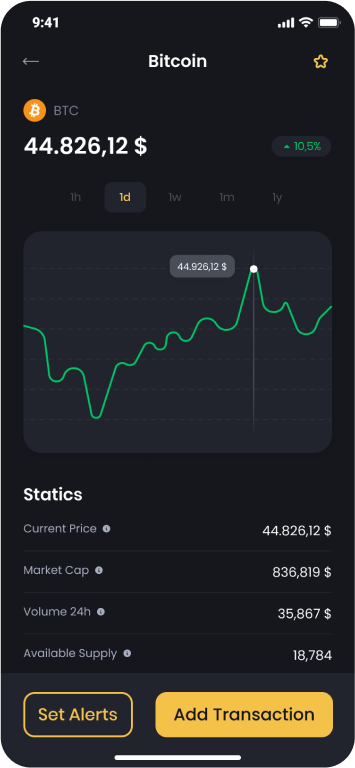 9:41
Bitcoin
BTC
44.826,12 $
10,5%
1h 1d 1w 1m 1y
44.926,12 $
Statics
Current Price 44.826,12 $
Market Cap 836,819 $
Volume 24h 35,867 $
Available Supply 18,784
Set Alerts Add Transaction